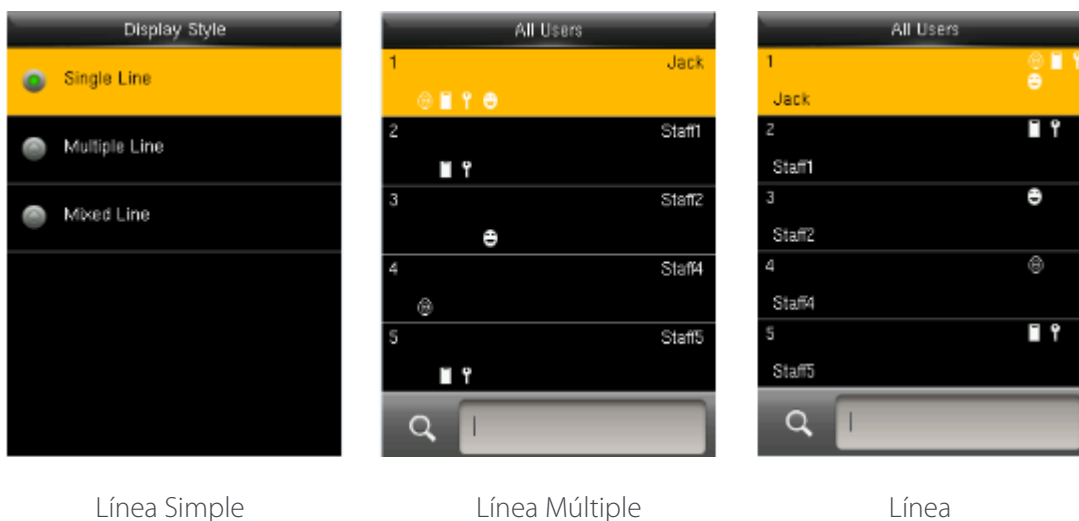 Display Style
Single Line
Multiple Line
Mixed Line
All Users
1 Jack
2 Staff1
3 Staff2
4 Staff4
5 Staff5
All Users
1
Jack
2
Staff1
3
Staff2
4
Staff4
5
Staff5
Línea Simple
Línea Múltiple
Línea